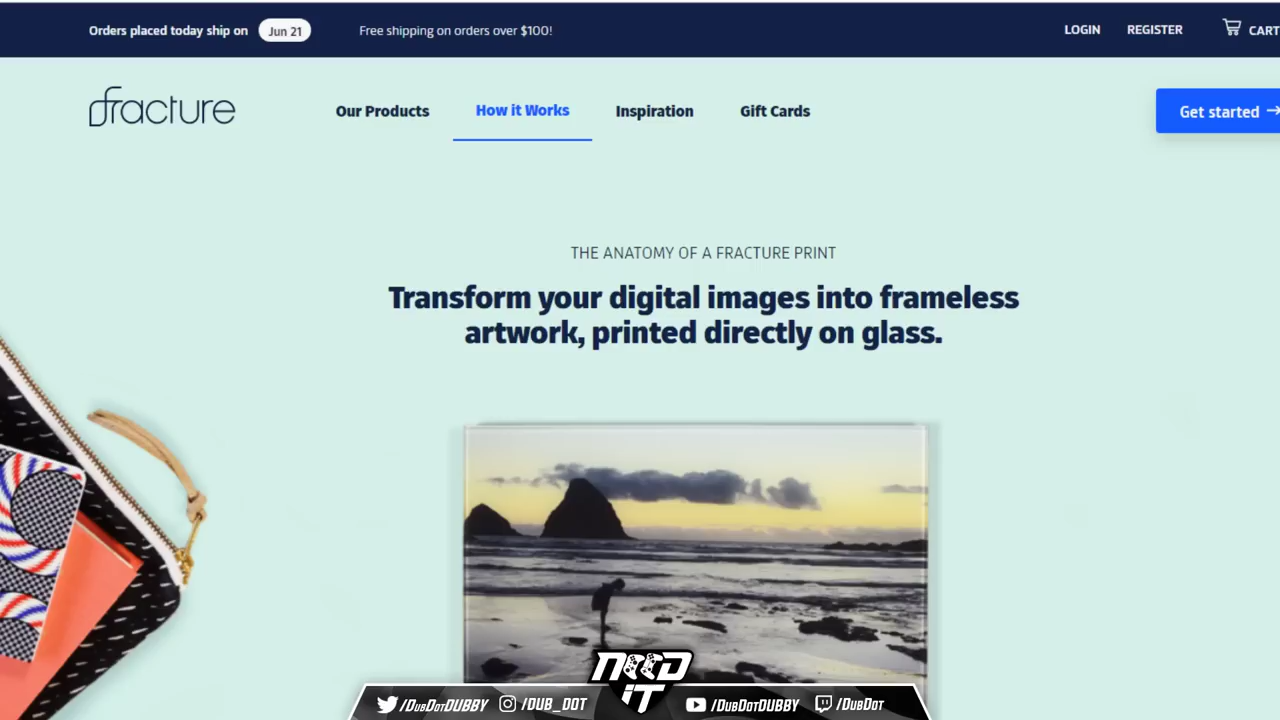 Orders placed today ship on Jun 21 Free shipping on orders over $100! LOGIN REGISTER CART
fracture Our Products How it Works Inspiration Gift Cards Get started
THE ANATOMY OF A FRACTURE PRINT
Transform your digital images into frameless
artwork, printed directly on glass.
NEED
iT
/DubDotDUBBY /DUB_DOT /DubDotDUBBY /DubDot